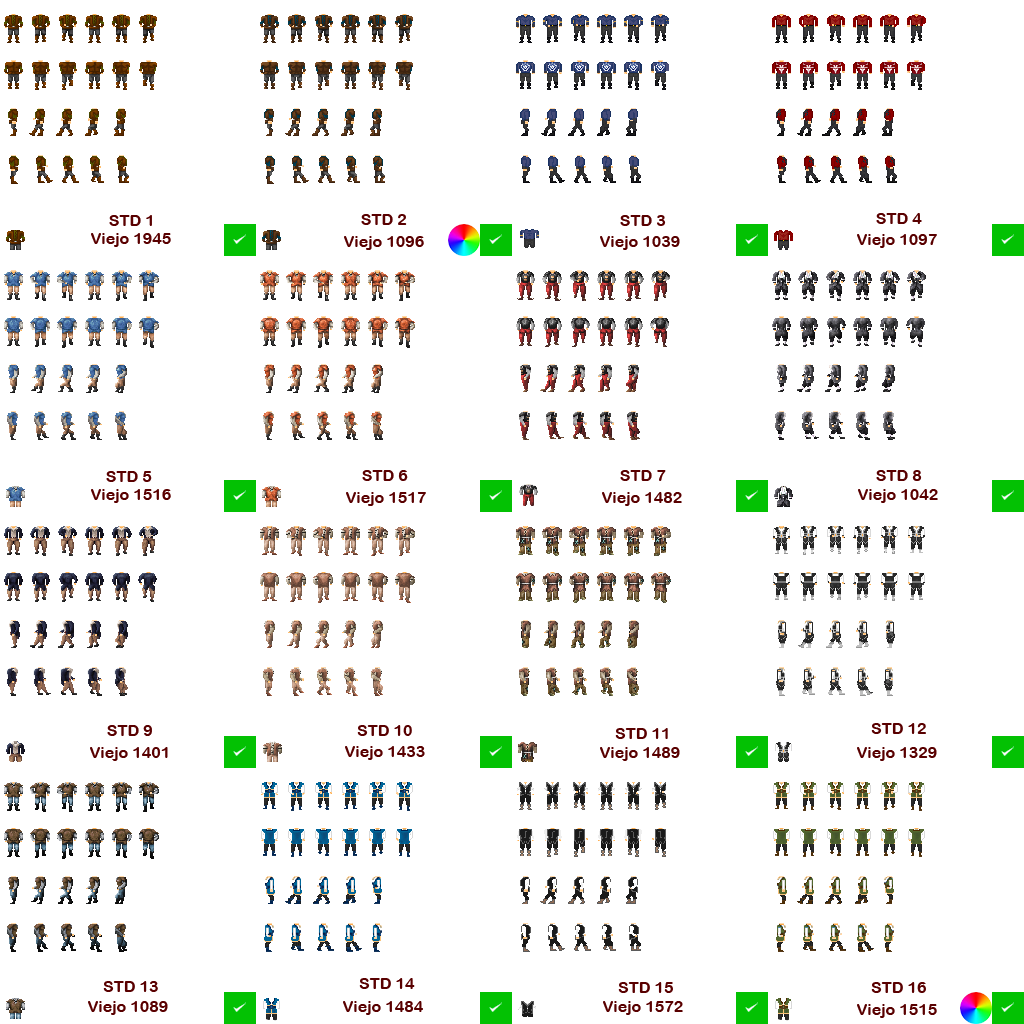 STD 1
Viejo 1945
STD 2
Viejo 1096
STD 3
Viejo 1039
STD 4
Viejo 1097
STD 5
Viejo 1516
STD 6
Viejo 1517
STD 7
Viejo 1482
STD 8
Viejo 1042
STD 9
Viejo 1401
STD 10
Viejo 1433
STD 11
Viejo 1489
STD 12
Viejo 1329
STD 13
Viejo 1089
STD 14
Viejo 1484
STD 15
Viejo 1572
STD 16
Viejo 1515